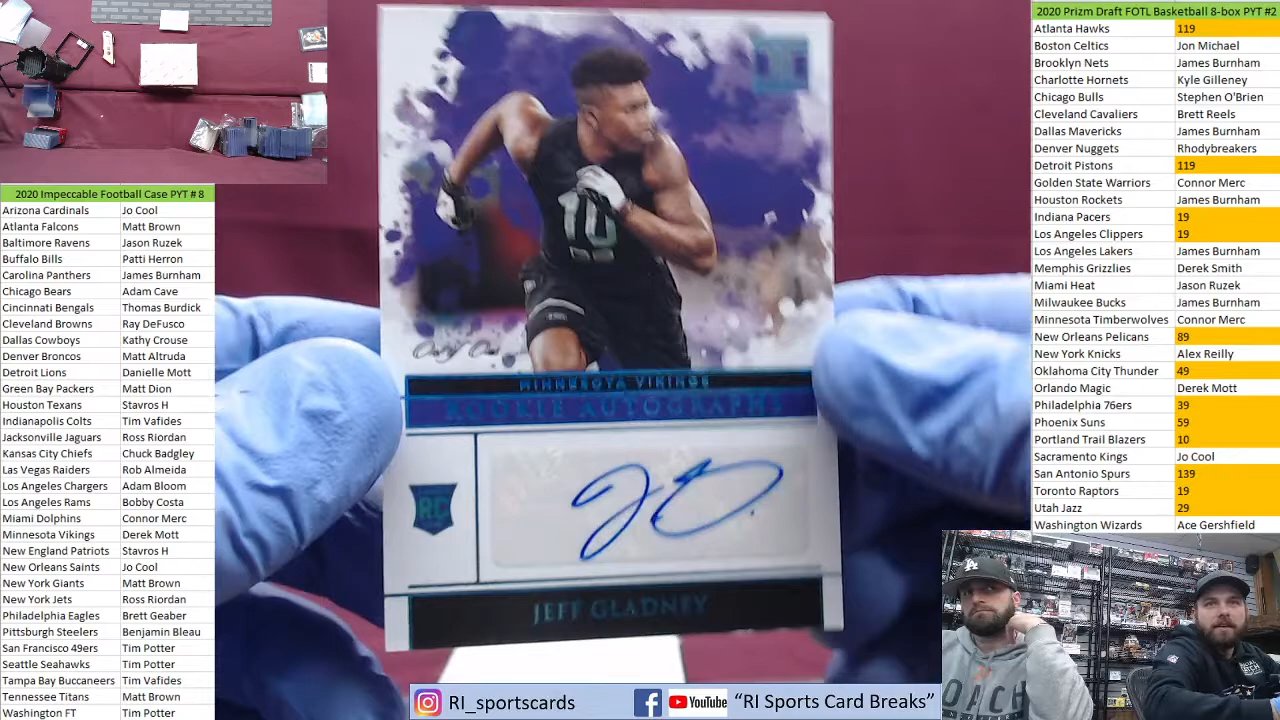 2020 Impeccable Football Case PYT # 8
Arizona Cardinals Jo Cool
Atlanta Falcons Matt Brown
Baltimore Ravens Jason Ruzek
Buffalo Bills Patti Herron
Carolina Panthers James Burnham
Chicago Bears Adam Cave
Cincinnati Bengals Thomas Burdick
Cleveland Browns Ray DeFusco
Dallas Cowboys Kathy Crouse
Denver Broncos Matt Altruda
Detroit Lions Danielle Mott
Green Bay Packers Matt Dion
Houston Texans Stavros H
Indianapolis Colts Tim Vafides
Jacksonville Jaguars Ross Riordan
Kansas City Chiefs Chuck Badgley
Las Vegas Raiders Rob Almeida
Los Angeles Chargers Adam Bloom
Los Angeles Rams Bobby Costa
Miami Dolphins Connor Merc
Minnesota Vikings Derek Mott
New England Patriots Stavros H
New Orleans Saints Jo Cool
New York Giants Matt Brown
New York Jets Ross Riordan
Philadelphia Eagles Brett Geaber
Pittsburgh Steelers Benjamin Bleau
San Francisco 49ers Tim Potter
Seattle Seahawks Tim Potter
Tampa Bay Buccaneers Tim Vafides
Tennessee Titans Matt Brown
Washington FT Tim Potter
10
MINNESOTA VIKINGS
ROOKIE AUTOGRAPHS
RC
JEFF GLADNEY
RI_sportscards
YouTube "RI Sports Card Breaks"
2020 Prizm Draft FOTL Basketball 8-box PYT #2
Atlanta Hawks 119
Boston Celtics Jon Michael
Brooklyn Nets James Burnham
Charlotte Hornets Kyle Gilleney
Chicago Bulls Stephen O'Brien
Cleveland Cavaliers Brett Reels
Dallas Mavericks James Burnham
Denver Nuggets Rhodybreakers
Detroit Pistons 119
Golden State Warriors Connor Merc
Houston Rockets James Burnham
Indiana Pacers 19
Los Angeles Clippers 19
Los Angeles Lakers James Burnham
Memphis Grizzlies Derek Smith
Miami Heat Jason Ruzek
Milwaukee Bucks James Burnham
Minnesota Timberwolves Connor Merc
New Orleans Pelicans 89
New York Knicks Alex Reilly
Oklahoma City Thunder 49
Orlando Magic Derek Mott
Philadelphia 76ers 39
Phoenix Suns 59
Portland Trail Blazers 10
Sacramento Kings Jo Cool
San Antonio Spurs 139
Toronto Raptors 19
Utah Jazz 29
Washington Wizards Ace Gershfield
LA